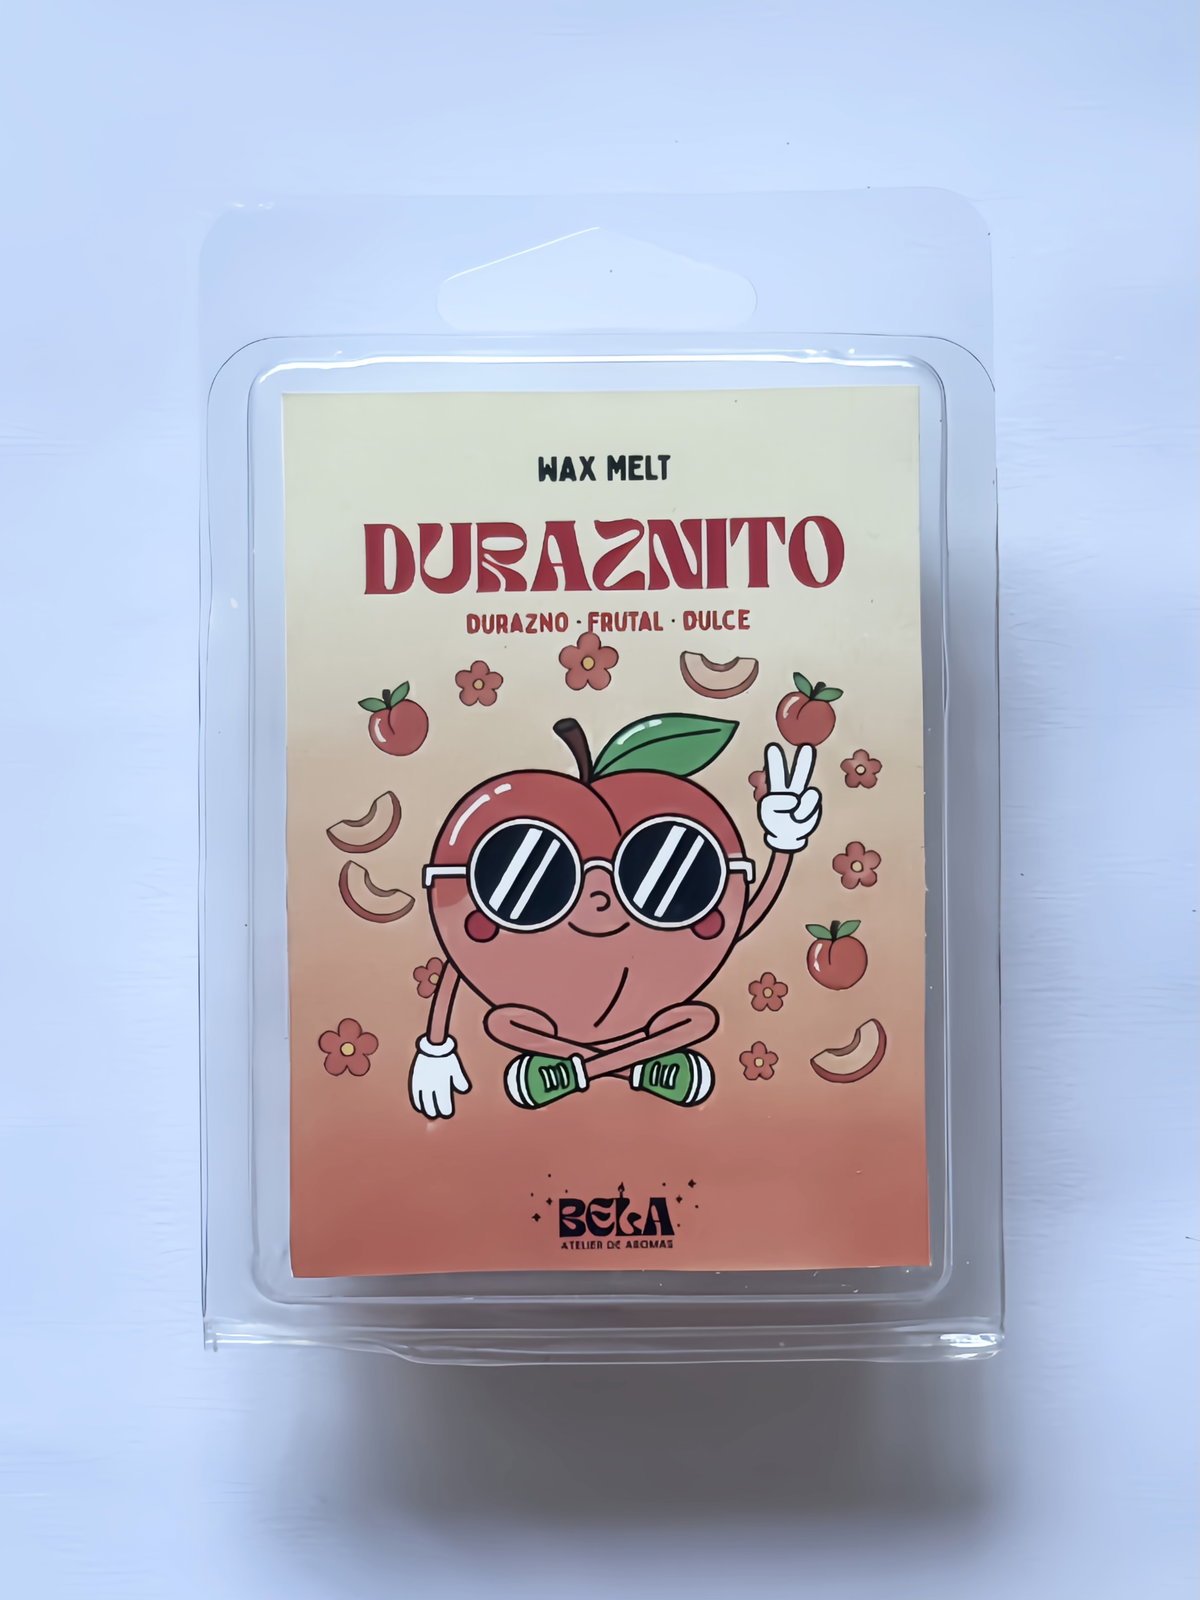 WAX MELT
DURAZNITO
DURAZNO · FRUTAL · DULCE
BELA
ATELIER DE AROMAS